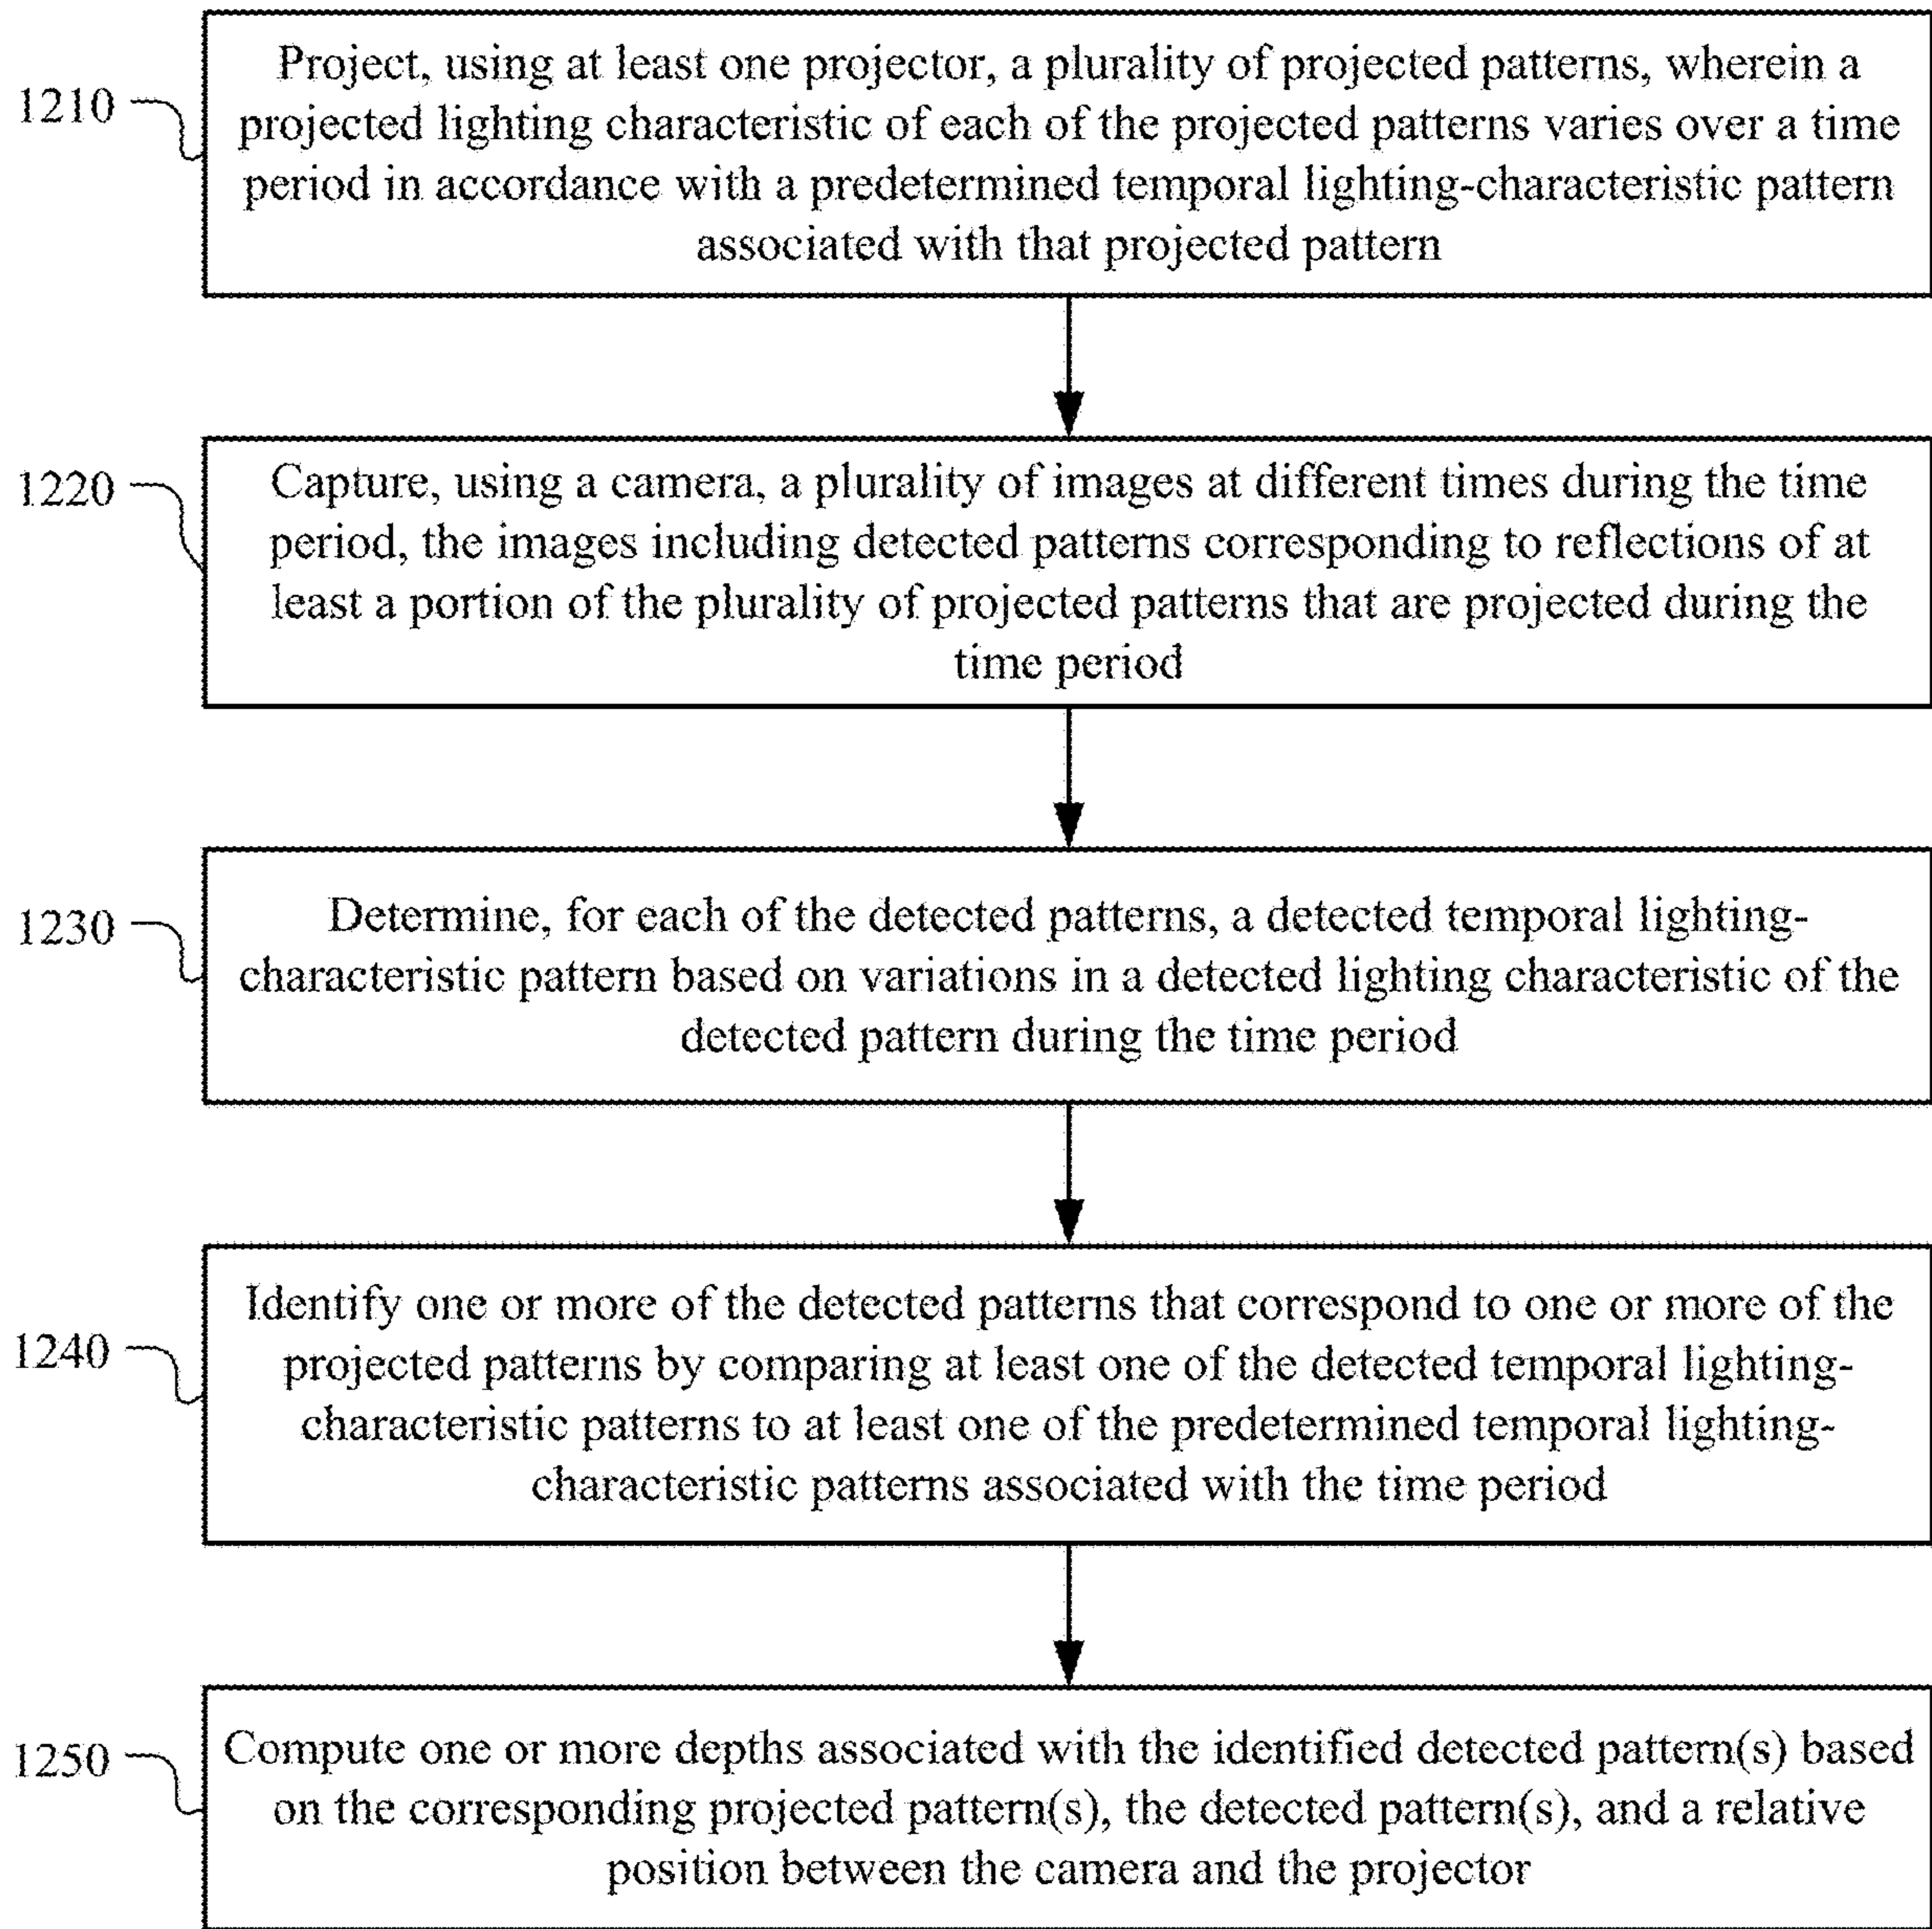 1210
Project, using at least one projector, a plurality of projected patterns, wherein a
projected lighting characteristic of each of the projected patterns varies over a time
period in accordance with a predetermined temporal lighting-characteristic pattern
associated with that projected pattern
1220
Capture, using a camera, a plurality of images at different times during the time
period, the images including detected patterns corresponding to reflections of at
least a portion of the plurality of projected patterns that are projected during the
time period
1230
Determine, for each of the detected patterns, a detected temporal lighting-
characteristic pattern based on variations in a detected lighting characteristic of the
detected pattern during the time period
1240
Identify one or more of the detected patterns that correspond to one or more of the
projected patterns by comparing at least one of the detected temporal lighting-
characteristic patterns to at least one of the predetermined temporal lighting-
characteristic patterns associated with the time period
1250
Compute one or more depths associated with the identified detected pattern(s) based
on the corresponding projected pattern(s), the detected pattern(s), and a relative
position between the camera and the projector